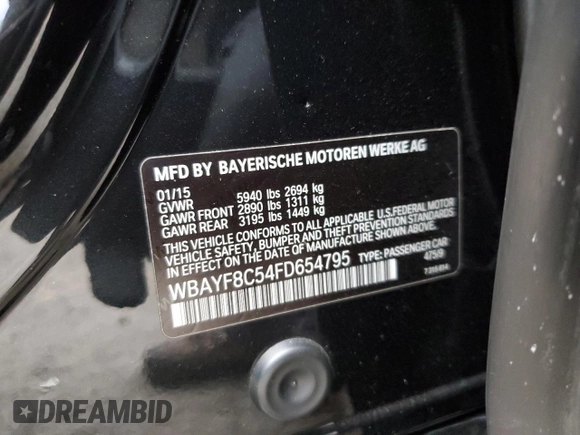 MFD BY BAYERISCHE MOTOREN WERKE AG
01/15
GVWR 5940 lbs 2694 kg
GAWR FRONT 2890 lbs 1311 kg
GAWR REAR 3195 lbs 1449 kg
THIS VEHICLE CONFORMS TO ALL APPLICABLE U.S.FEDERAL MOTOR
VEHICLE SAFETY, BUMPER, AND THEFT PREVENTION STANDARDS
IN EFFECT ON THE DATE OF MANUFACTURE SHOWN ABOVE.
WBAYF8C54FD654795 TYPE: PASSENGER CAR
475/9
DREAMBID